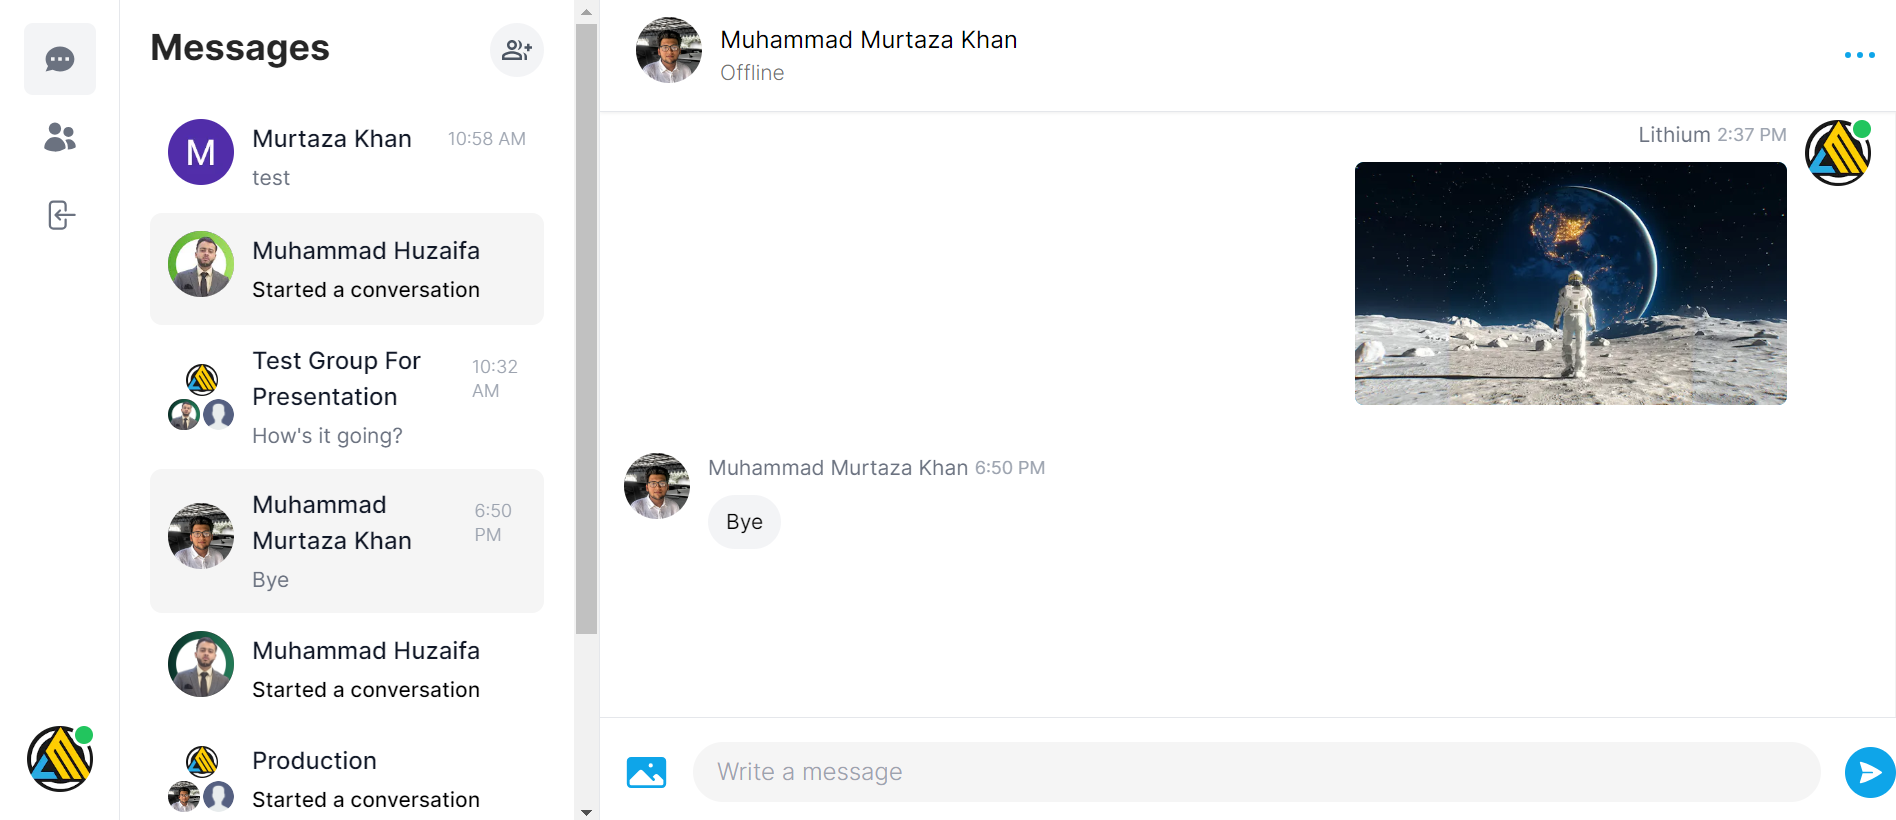 Messages
M
Murtaza Khan 10:58 AM
test
Muhammad Huzaifa
Started a conversation
Test Group For
Presentation
10:32
AM
How's it going?
Muhammad
Murtaza Khan
6:50
PM
Bye
Muhammad Huzaifa
Started a conversation
Production
Started a conversation
Muhammad Murtaza Khan
Offline
Lithium 2:37 PM
Muhammad Murtaza Khan 6:50 PM
Bye
Write a message